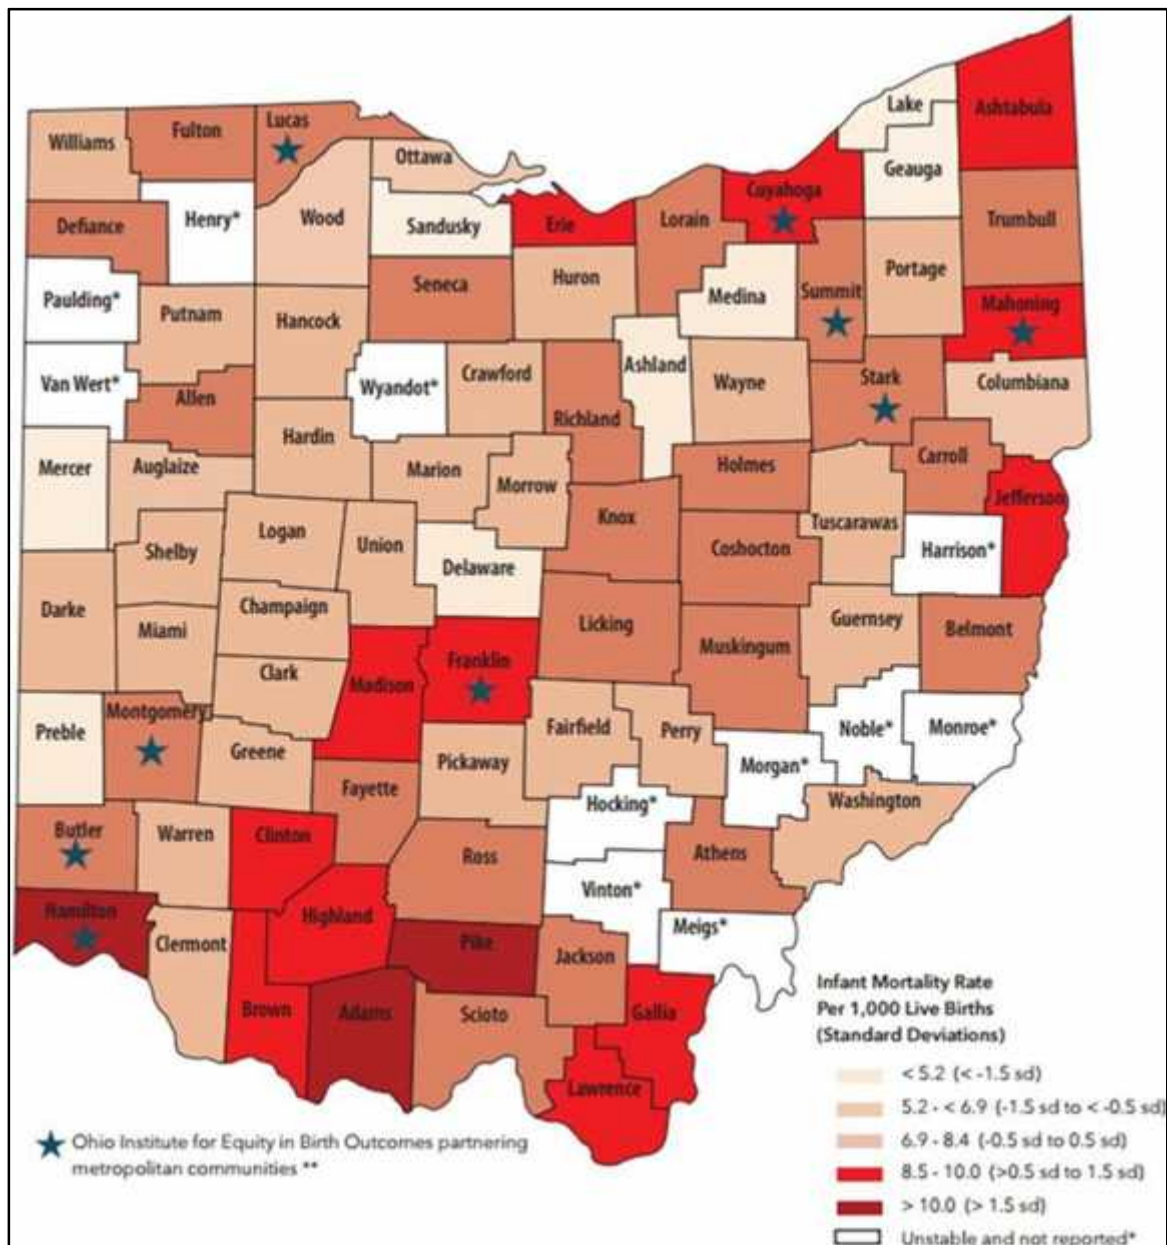 Lake
Ashtabula
Lucas
Fulton
Williams
Ottawa
Geauga
Cuyahoga
Henry*
Wood
Sandusky
Erie
Lorain
Trumbull
Defiance
Portage
Seneca
Huron
Medina
Summit
Paulding*
Mahoning
Putnam
Hancock
Ashland
Van Wert*
Wyandot*
Crawford
Wayne
Stark
Columbiana
Allen
Richland
Hardin
Mercer
Auglaize
Marion
Holmes
Carroll
Morrow
Jefferson
Knox
Logan
Tuscarawas
Union
Shelby
Coshocton
Harrison*
Delaware
Darke
Champaign
Miami
Licking
Guernsey
Belmont
Muskingum
Franklin
Clark
Madison
Montgomery
Preble
Fairfield
Perry
Noble*
Monroe*
Greene
Pickaway
Morgan*
Fayette
Hocking*
Washington
Butler
Warren
Clinton
Ross
Athens
Vinton*
Hamilton
Highland
Meigs*
Clermont
Pike
Jackson
Brown
Adams
Scioto
Gallia
Lawrence
Infant Mortality Rate
Per 1,000 Live Births
(Standard Deviations)
< 5.2 (< -1.5 sd)
5.2 - < 6.9 (-1.5 sd to < -0.5 sd)
6.9 - 8.4 (-0.5 sd to 0.5 sd)
8.5 - 10.0 (>0.5 sd to 1.5 sd)
> 10.0 (> 1.5 sd)
Unstable and not reported*
Ohio Institute for Equity in Birth Outcomes partnering
metropolitan communities **